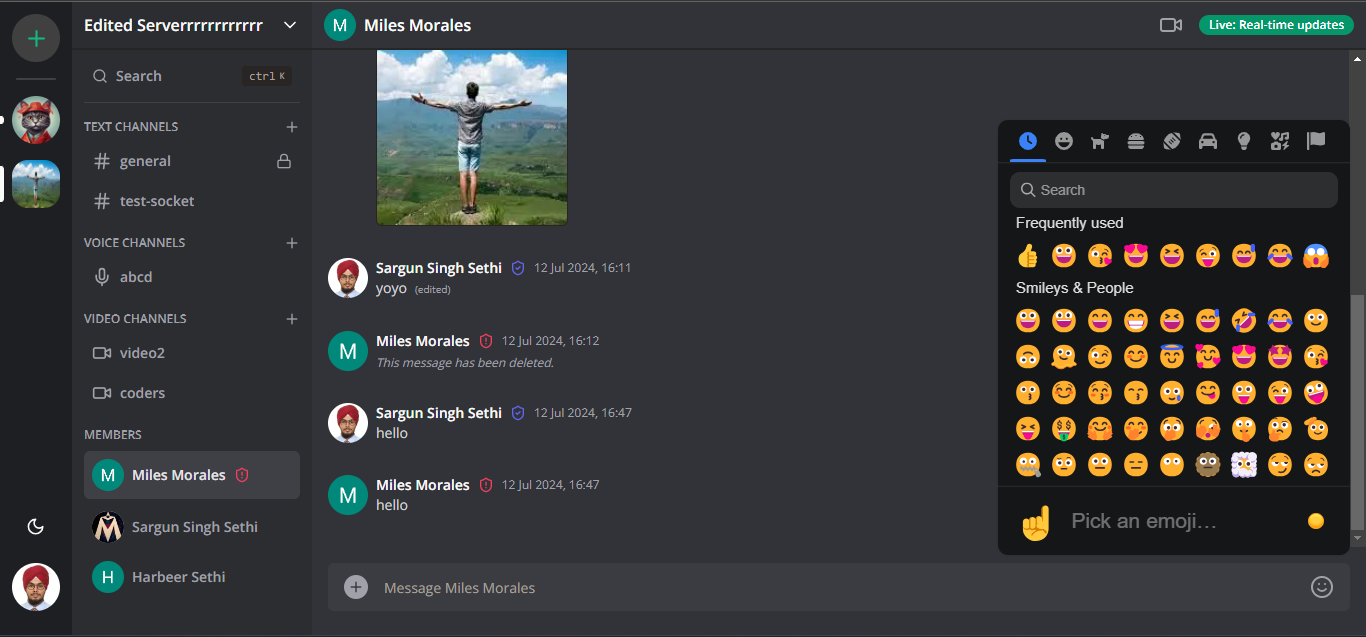 Edited Serverrrrrrrrrrr
Search
ctrl K
TEXT CHANNELS
general
test-socket
VOICE CHANNELS
abcd
VIDEO CHANNELS
video2
coders
MEMBERS
M Miles Morales
Sargun Singh Sethi
H Harbeer Sethi
M Miles Morales
Live: Real-time updates
Sargun Singh Sethi 12 Jul 2024, 16:11
yoyo (edited)
M Miles Morales 12 Jul 2024, 16:12
This message has been deleted.
Sargun Singh Sethi 12 Jul 2024, 16:47
hello
M Miles Morales 12 Jul 2024, 16:47
hello
Message Miles Morales
Search
Frequently used
Smileys & People
Pick an emoji...